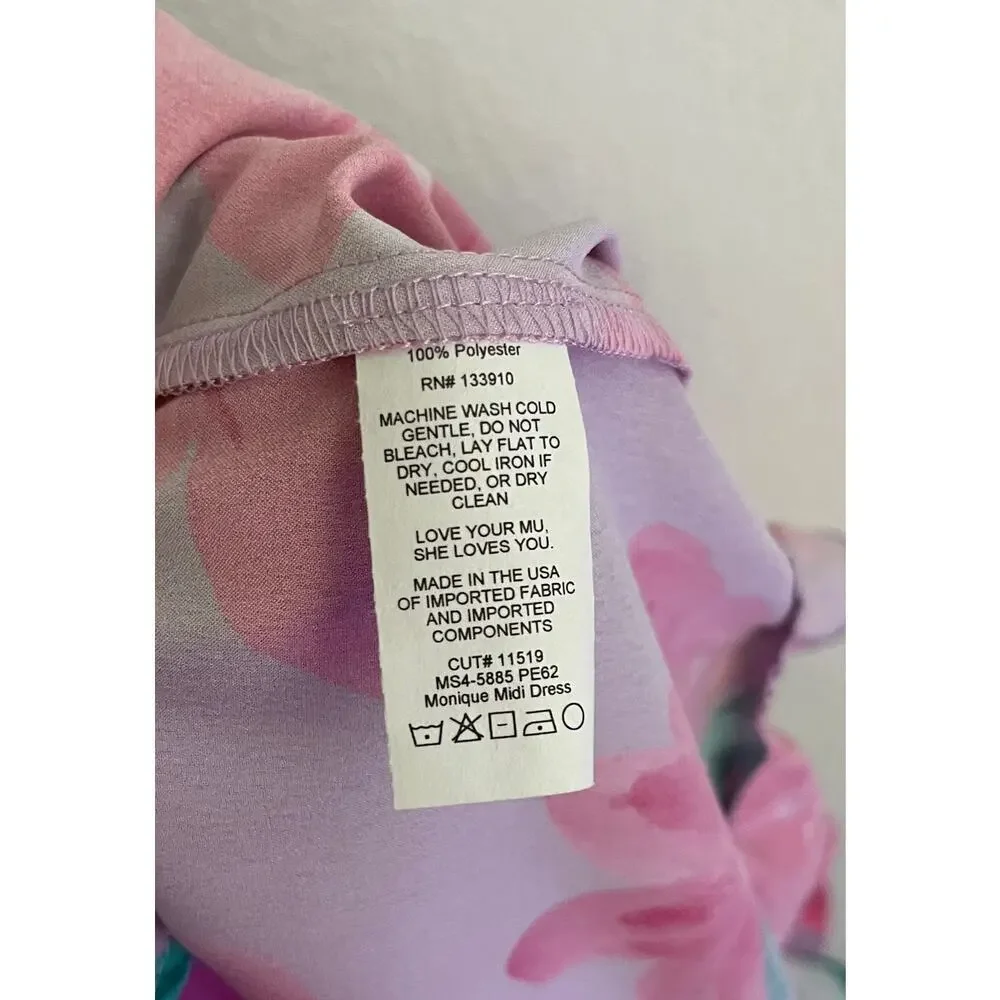 100% Polyester
RN# 133910
MACHINE WASH COLD
GENTLE, DO NOT
BLEACH, LAY FLAT TO
DRY, COOL IRON IF
NEEDED, OR DRY
CLEAN
LOVE YOUR MU,
SHE LOVES YOU.
MADE IN THE USA
OF IMPORTED FABRIC
AND IMPORTED
COMPONENTS
CUT# 11519
MS4-5885 PE62
Monique Midi Dress